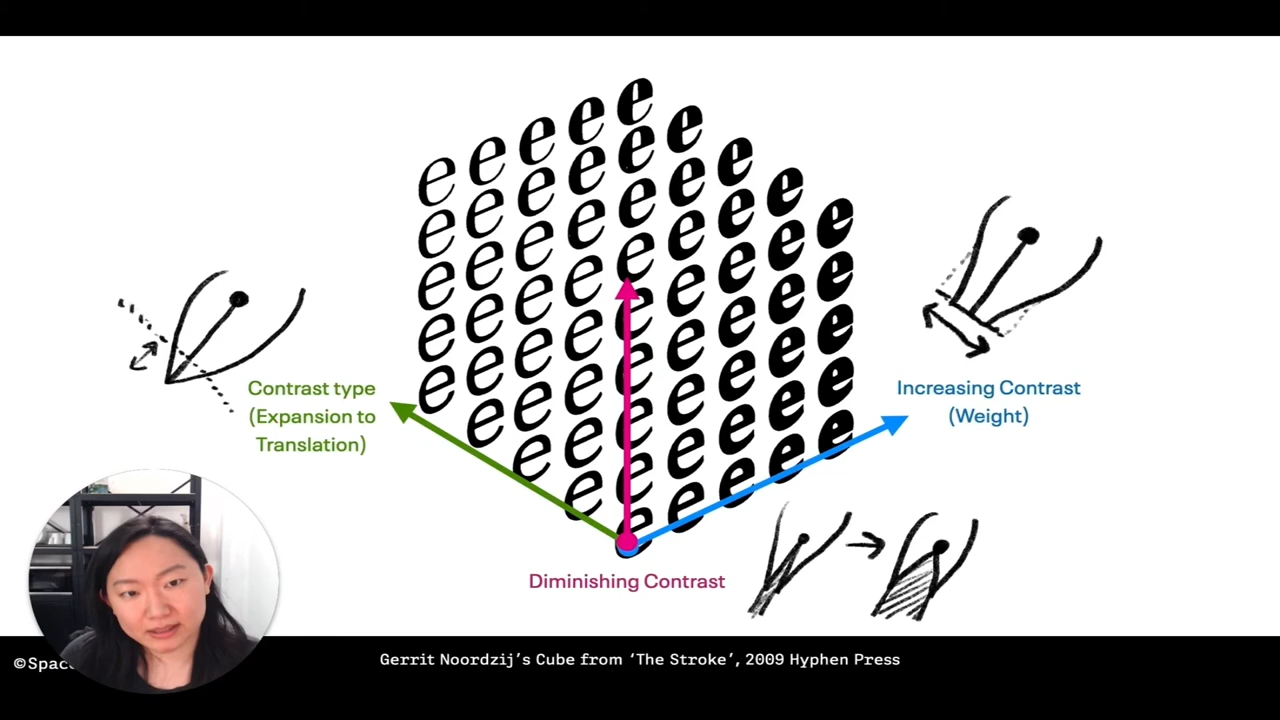 e e e e e e e e e
e e e e e e e e e
e e e e e e e e e
e e e e e e e e e
e e e e e e e e e
e e e e e e e
e e e e e
e e e
e
Contrast type
(Expansion to
Translation)
Increasing Contrast
(Weight)
Diminishing Contrast
Gerrit Noordzij’s Cube from ‘The Stroke’, 2009 Hyphen Press